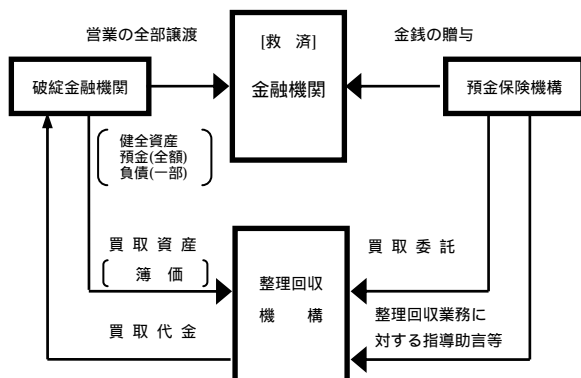 営業の全部譲渡
[救 済]
金融機関
金銭の贈与
破綻金融機関
預金保険機構
健全資産
預金(全額)
負債(一部)
買 取 資 産
簿 価
買 取 代 金
整理回収
機 構
買 取 委 託
整理回収業務に
対する指導助言等